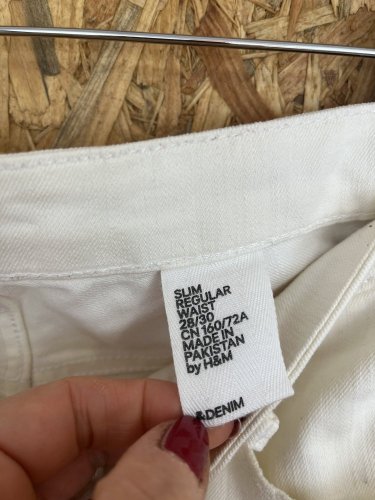 SLIM
REGULAR
WAIST
28/30
CN 160/72A
MADE IN
PAKISTAN
by H&M
&DENIM